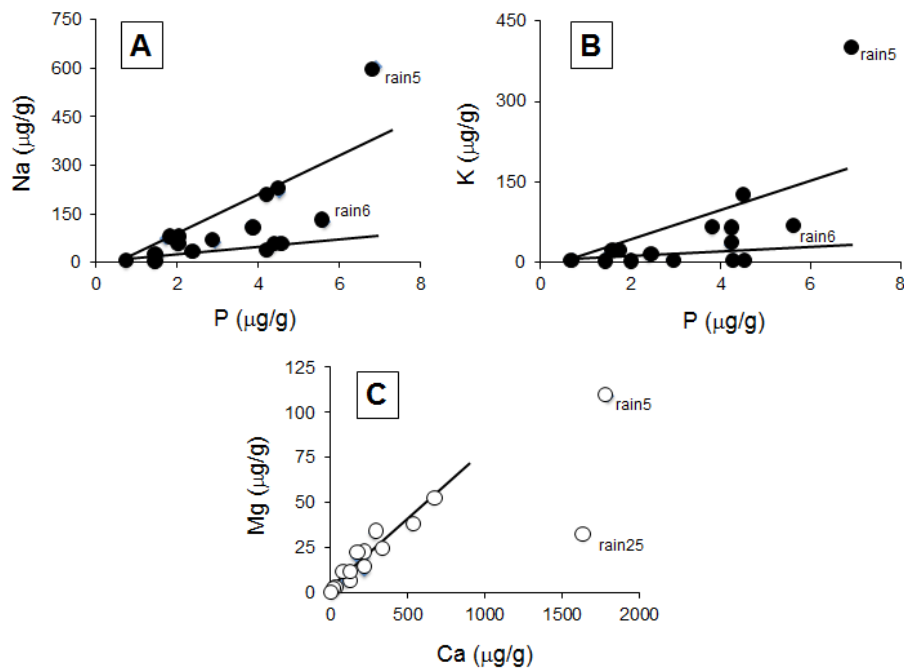 A
Na (µg/g)
750
600
450
300
150
0
0 2 4 6 8
P (µg/g)
rain5
rain6
B
K (µg/g)
450
300
150
0
0 2 4 6 8
P (µg/g)
rain5
rain6
C
Mg (µg/g)
125
100
75
50
25
0
0 500 1000 1500 2000
Ca (µg/g)
rain5
rain25